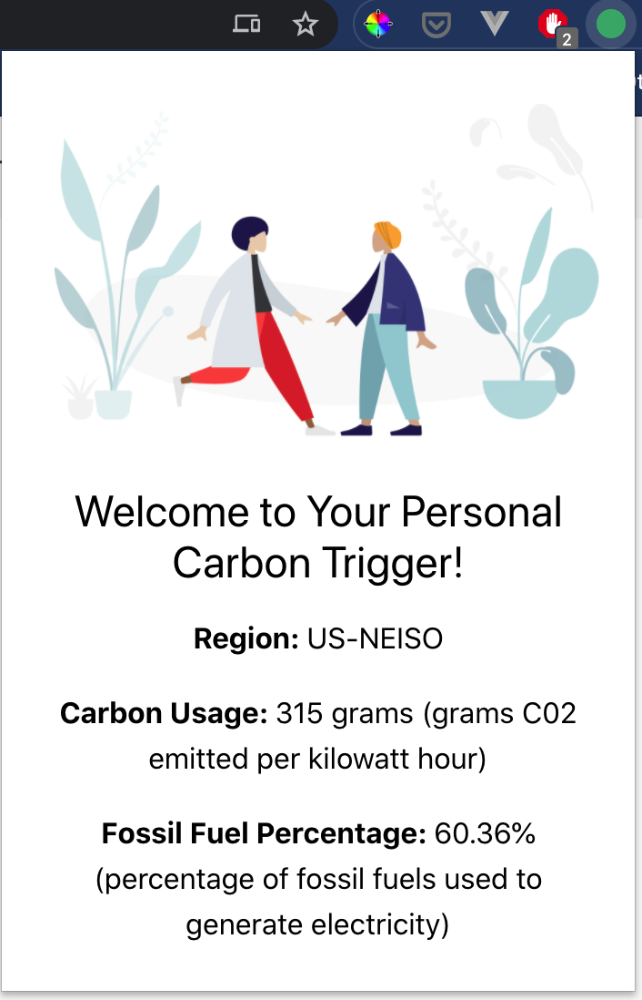 2
Welcome to Your Personal
Carbon Trigger!
Region: US-NEISO
Carbon Usage: 315 grams (grams C02
emitted per kilowatt hour)
Fossil Fuel Percentage: 60.36%
(percentage of fossil fuels used to
generate electricity)